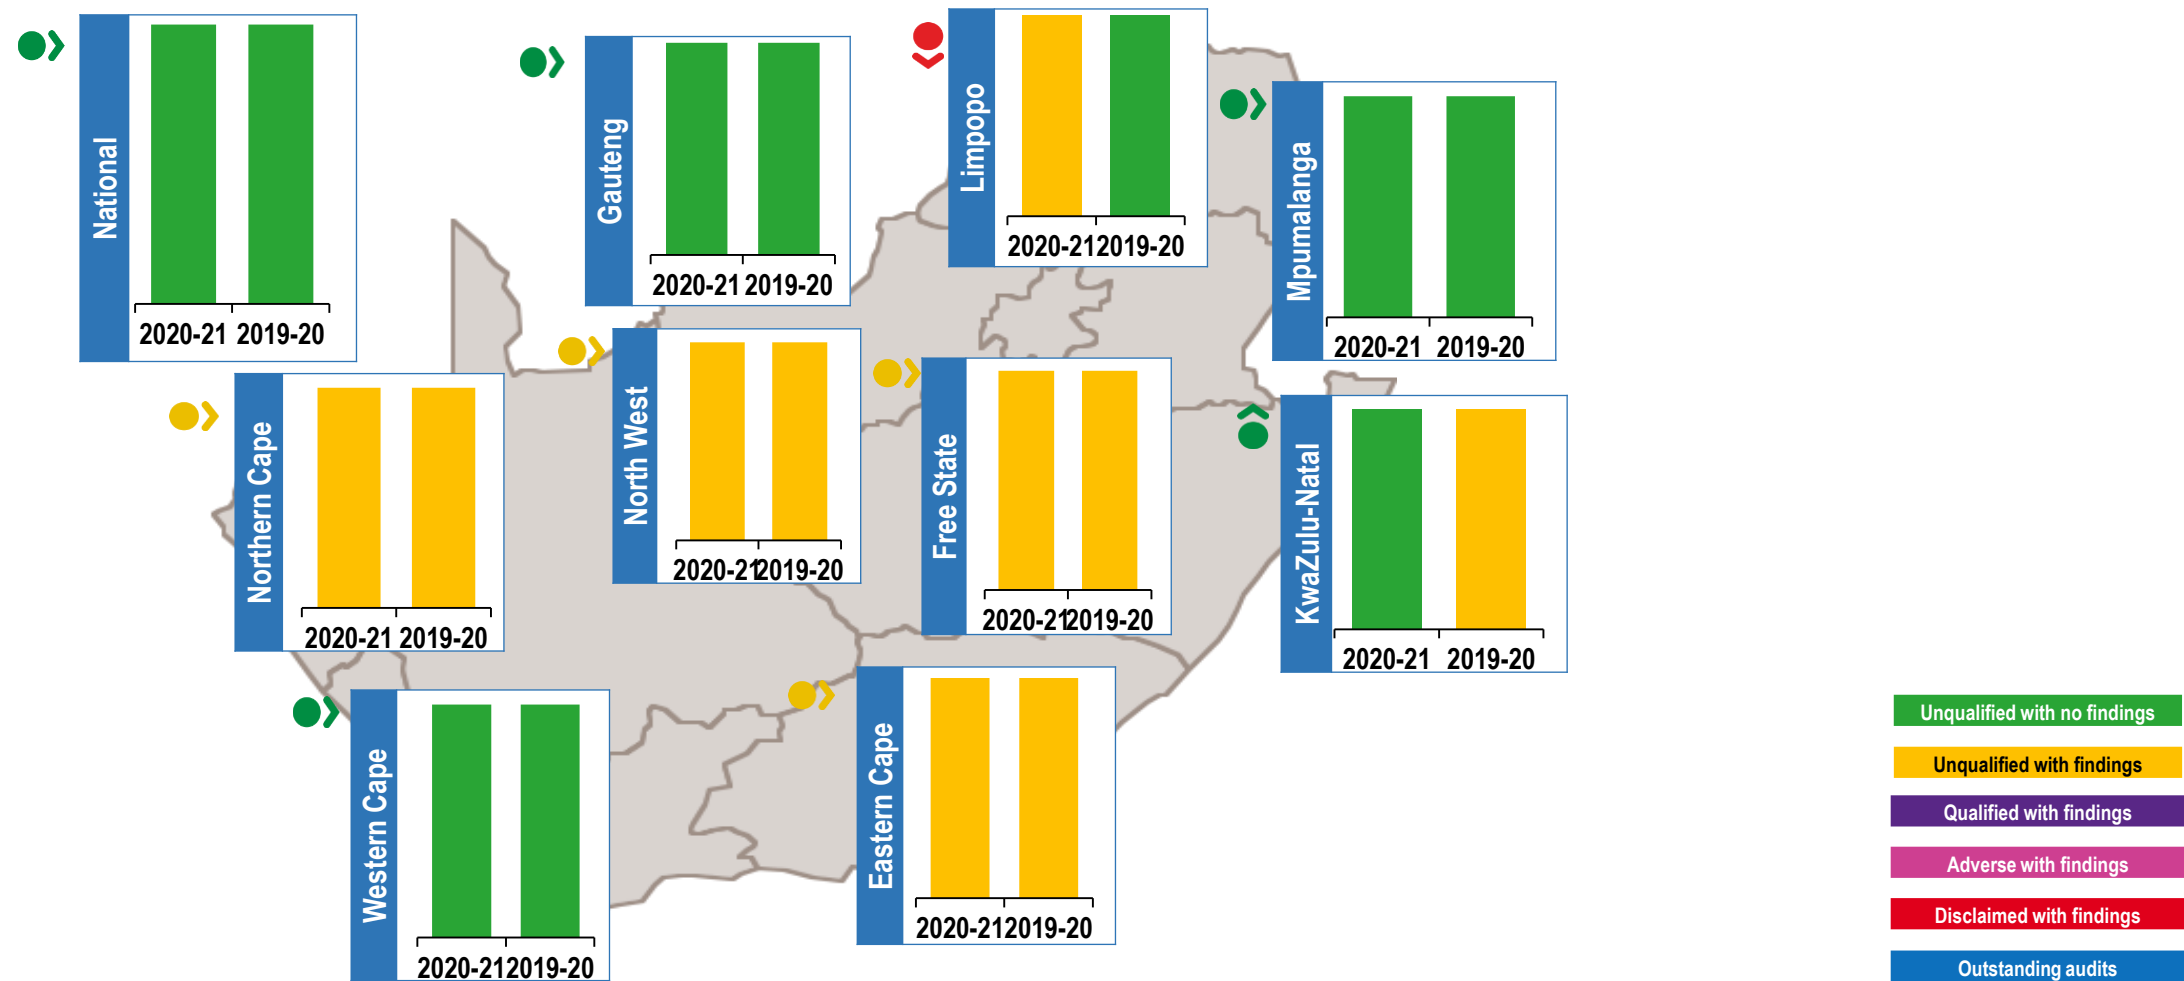 National
2020-21 2019-20
Gauteng
2020-21 2019-20
Limpopo
2020-21 2019-20
Mpumalanga
2020-21 2019-20
Northern Cape
2020-21 2019-20
North West
2020-21 2019-20
Free State
2020-21 2019-20
KwaZulu-Natal
2020-21 2019-20
Western Cape
2020-21 2019-20
Eastern Cape
2020-21 2019-20
Unqualified with no findings
Unqualified with findings
Qualified with findings
Adverse with findings
Disclaimed with findings
Outstanding audits